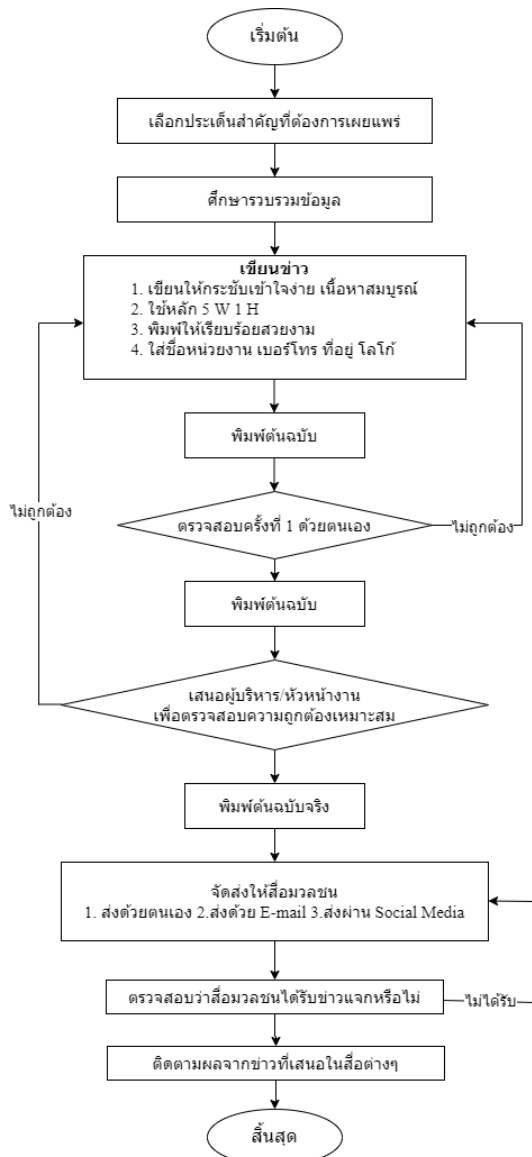 เริ่มต้น
เลือกประเด็นสำคัญที่ต้องการเผยแพร่
ศึกษารวบรวมข้อมูล
เขียนข่าว
1. เขียนให้กระชับเข้าใจง่าย เนื้อหาสมบูรณ์
2. ใช้หลัก 5 W 1 H
3. พิมพ์ให้เรียบร้อยสวยงาม
4. ใส่ชื่อหน่วยงาน เบอร์โทร ที่อยู่ โลโก้
พิมพ์ต้นฉบับ
ไม่ถูกต้อง
ตรวจสอบครั้งที่ 1 ด้วยตนเอง
ไม่ถูกต้อง
พิมพ์ต้นฉบับ
เสนอผู้บริหาร/หัวหน้างาน
เพื่อตรวจสอบความถูกต้องเหมาะสม
พิมพ์ต้นฉบับจริง
จัดส่งให้สื่อมวลชน
1. ส่งด้วยตนเอง 2.ส่งด้วย E-mail 3.ส่งผ่าน Social Media
ตรวจสอบว่าสื่อมวลชนได้รับข่าวแจกหรือไม่
ไม่ได้รับ
ติดตามผลจากข่าวที่เสนอในสื่อต่างๆ
สิ้นสุด